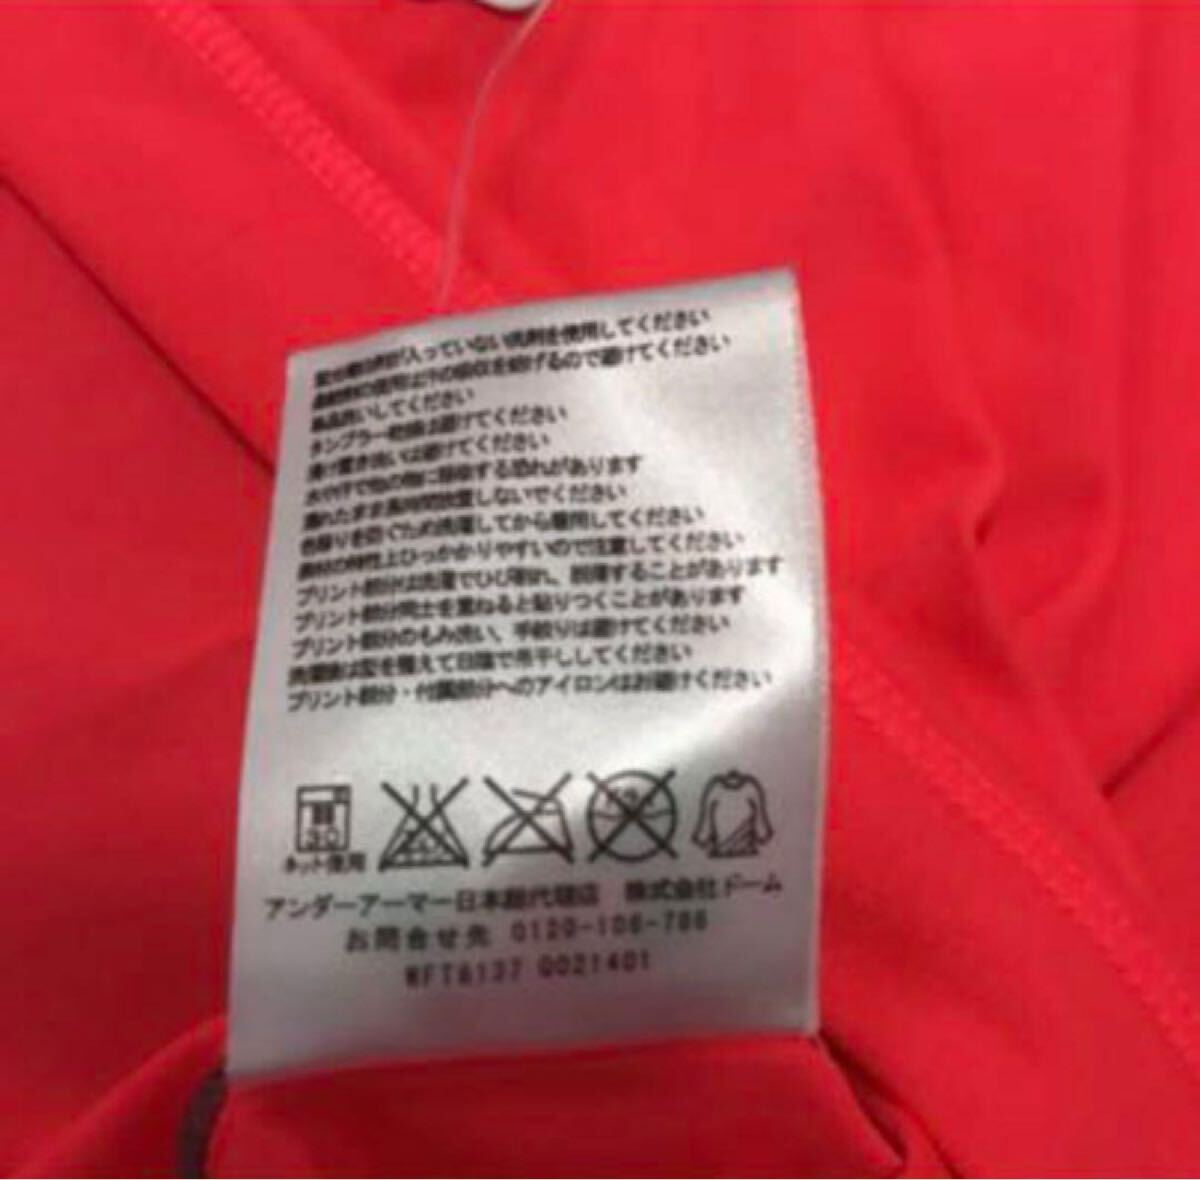 蛍光増白剤が入っていない洗剤を使用してください
柔軟剤の使用は汗の吸収を妨げるので避けてください
単品洗いしてください
タンブラー乾燥は避けてください
漬け置き洗いは避けてください
水や汗で他の物に移染する恐れがあります
濡れたまま長時間放置しないでください
色移りを防ぐため洗濯してから着用してください
素材の特性上ひっかかりやすいので注意してください
プリント部分は洗濯でひび割れ、剥離することがあります
プリント部分同士を重ねると貼りつくことがあります
プリント部分のもみ洗い、手絞りは避けてください
洗濯後は型を整えて日陰で吊干ししてください
プリント部分・付属部分へのアイロンはお避けください
30
ネット使用
アンダーアーマー日本総代理店 株式会社ドーム
お問合せ先 0120-106-786
WFT6137 0021401